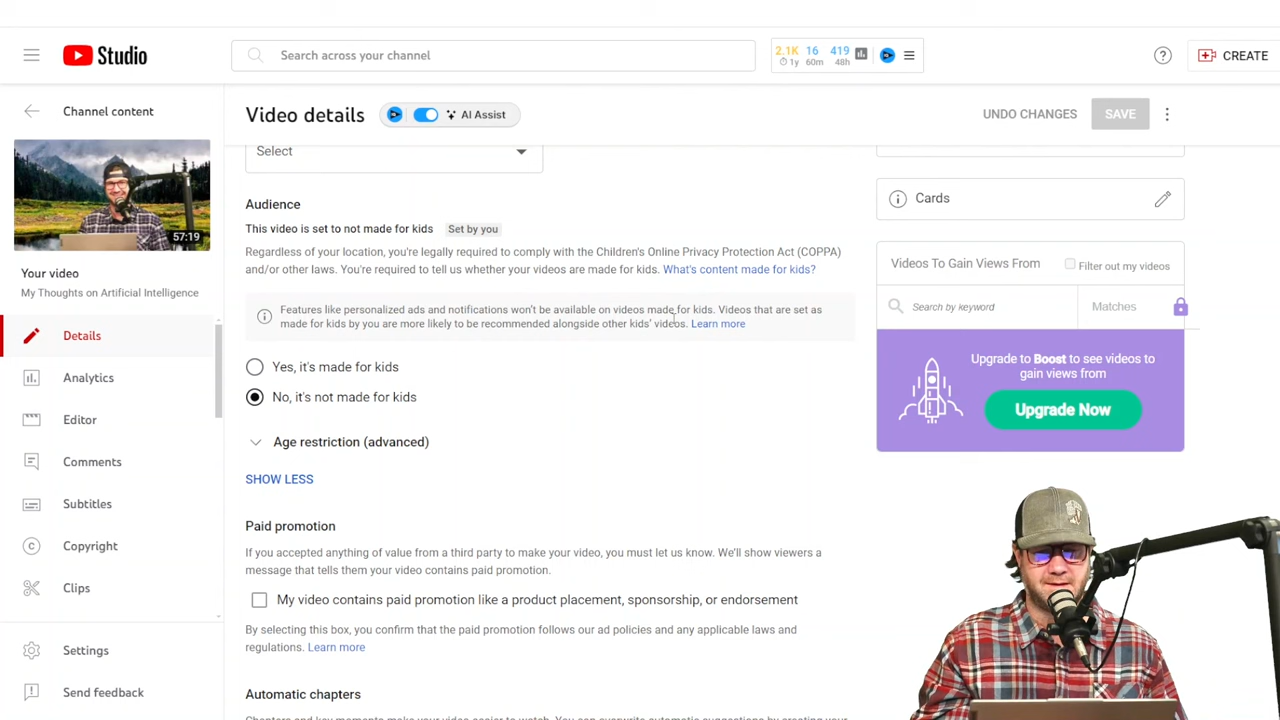 Studio
Search across your channel
2.1K 16 419
1y 60m 48h
CREATE
Channel content
Video details
AI Assist
UNDO CHANGES
SAVE
57:19
Your video
My Thoughts on Artificial Intelligence
Details
Analytics
Editor
Comments
Subtitles
Copyright
Clips
Settings
Send feedback
Select
Audience
This video is set to not made for kids Set by you
Regardless of your location, you're legally required to comply with the Children's Online Privacy Protection Act (COPPA)
and/or other laws. You're required to tell us whether your videos are made for kids. What's content made for kids?
Features like personalized ads and notifications won't be available on videos made for kids. Videos that are set as
made for kids by you are more likely to be recommended alongside other kids' videos. Learn more
Yes, it's made for kids
No, it's not made for kids
Age restriction (advanced)
SHOW LESS
Paid promotion
If you accepted anything of value from a third party to make your video, you must let us know. We'll show viewers a
message that tells them your video contains paid promotion.
My video contains paid promotion like a product placement, sponsorship, or endorsement
By selecting this box, you confirm that the paid promotion follows our ad policies and any applicable laws and
regulations. Learn more
Automatic chapters
Cards
Videos To Gain Views From
Filter out my videos
Search by keyword
Matches
Upgrade to Boost to see videos to
gain views from
Upgrade Now